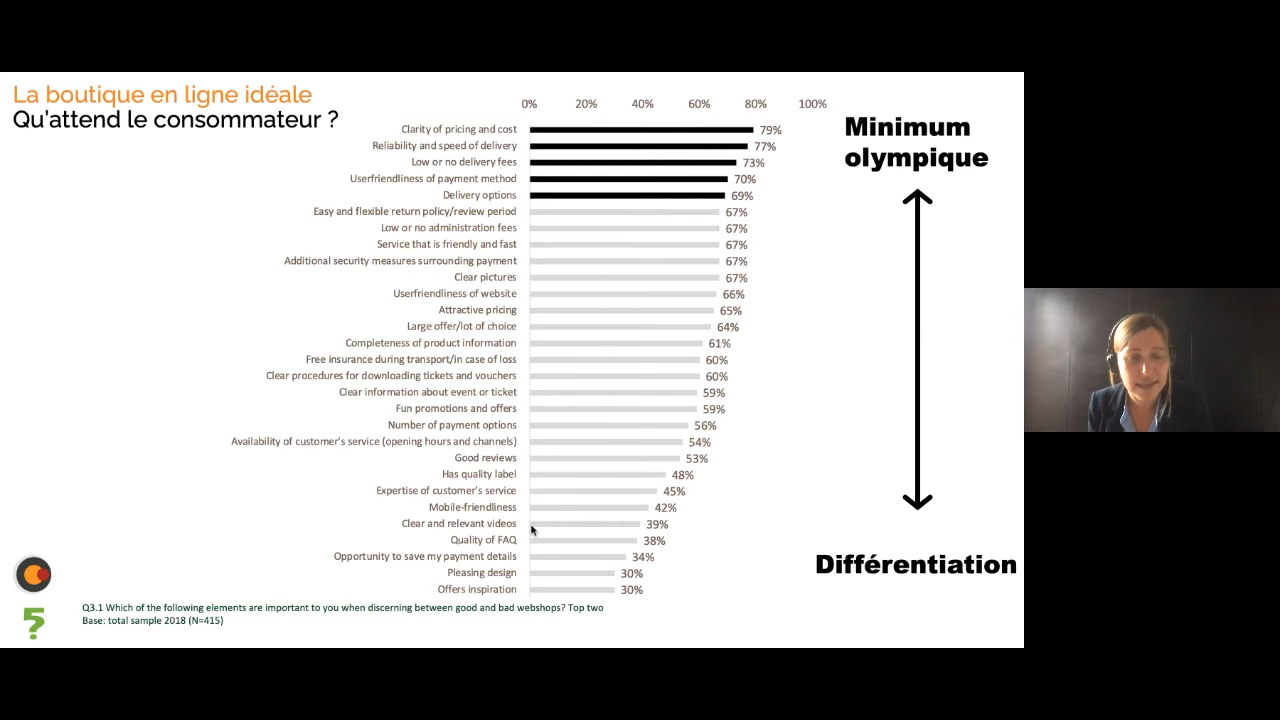 La boutique en ligne idéale
Qu'attend le consommateur ?
0% 20% 40% 60% 80% 100%
Clarity of pricing and cost 79%
Reliability and speed of delivery 77%
Low or no delivery fees 73%
Userfriendliness of payment method 70%
Delivery options 69%
Easy and flexible return policy/review period 67%
Low or no administration fees 67%
Service that is friendly and fast 67%
Additional security measures surrounding payment 67%
Clear pictures 67%
Userfriendliness of website 66%
Attractive pricing 65%
Large offer/lot of choice 64%
Completeness of product information 61%
Free insurance during transport/in case of loss 60%
Clear procedures for downloading tickets and vouchers 60%
Clear information about event or ticket 59%
Fun promotions and offers 59%
Number of payment options 56%
Availability of customer's service (opening hours and channels) 54%
Good reviews 53%
Has quality label 48%
Expertise of customer's service 45%
Mobile-friendliness 42%
Clear and relevant videos 39%
Quality of FAQ 38%
Opportunity to save my payment details 34%
Pleasing design 30%
Offers inspiration 30%
Minimum
olympique
Différentiation
5?
Q3.1 Which of the following elements are important to you when discerning between good and bad webshops? Top two
Base: total sample 2018 (N=415)